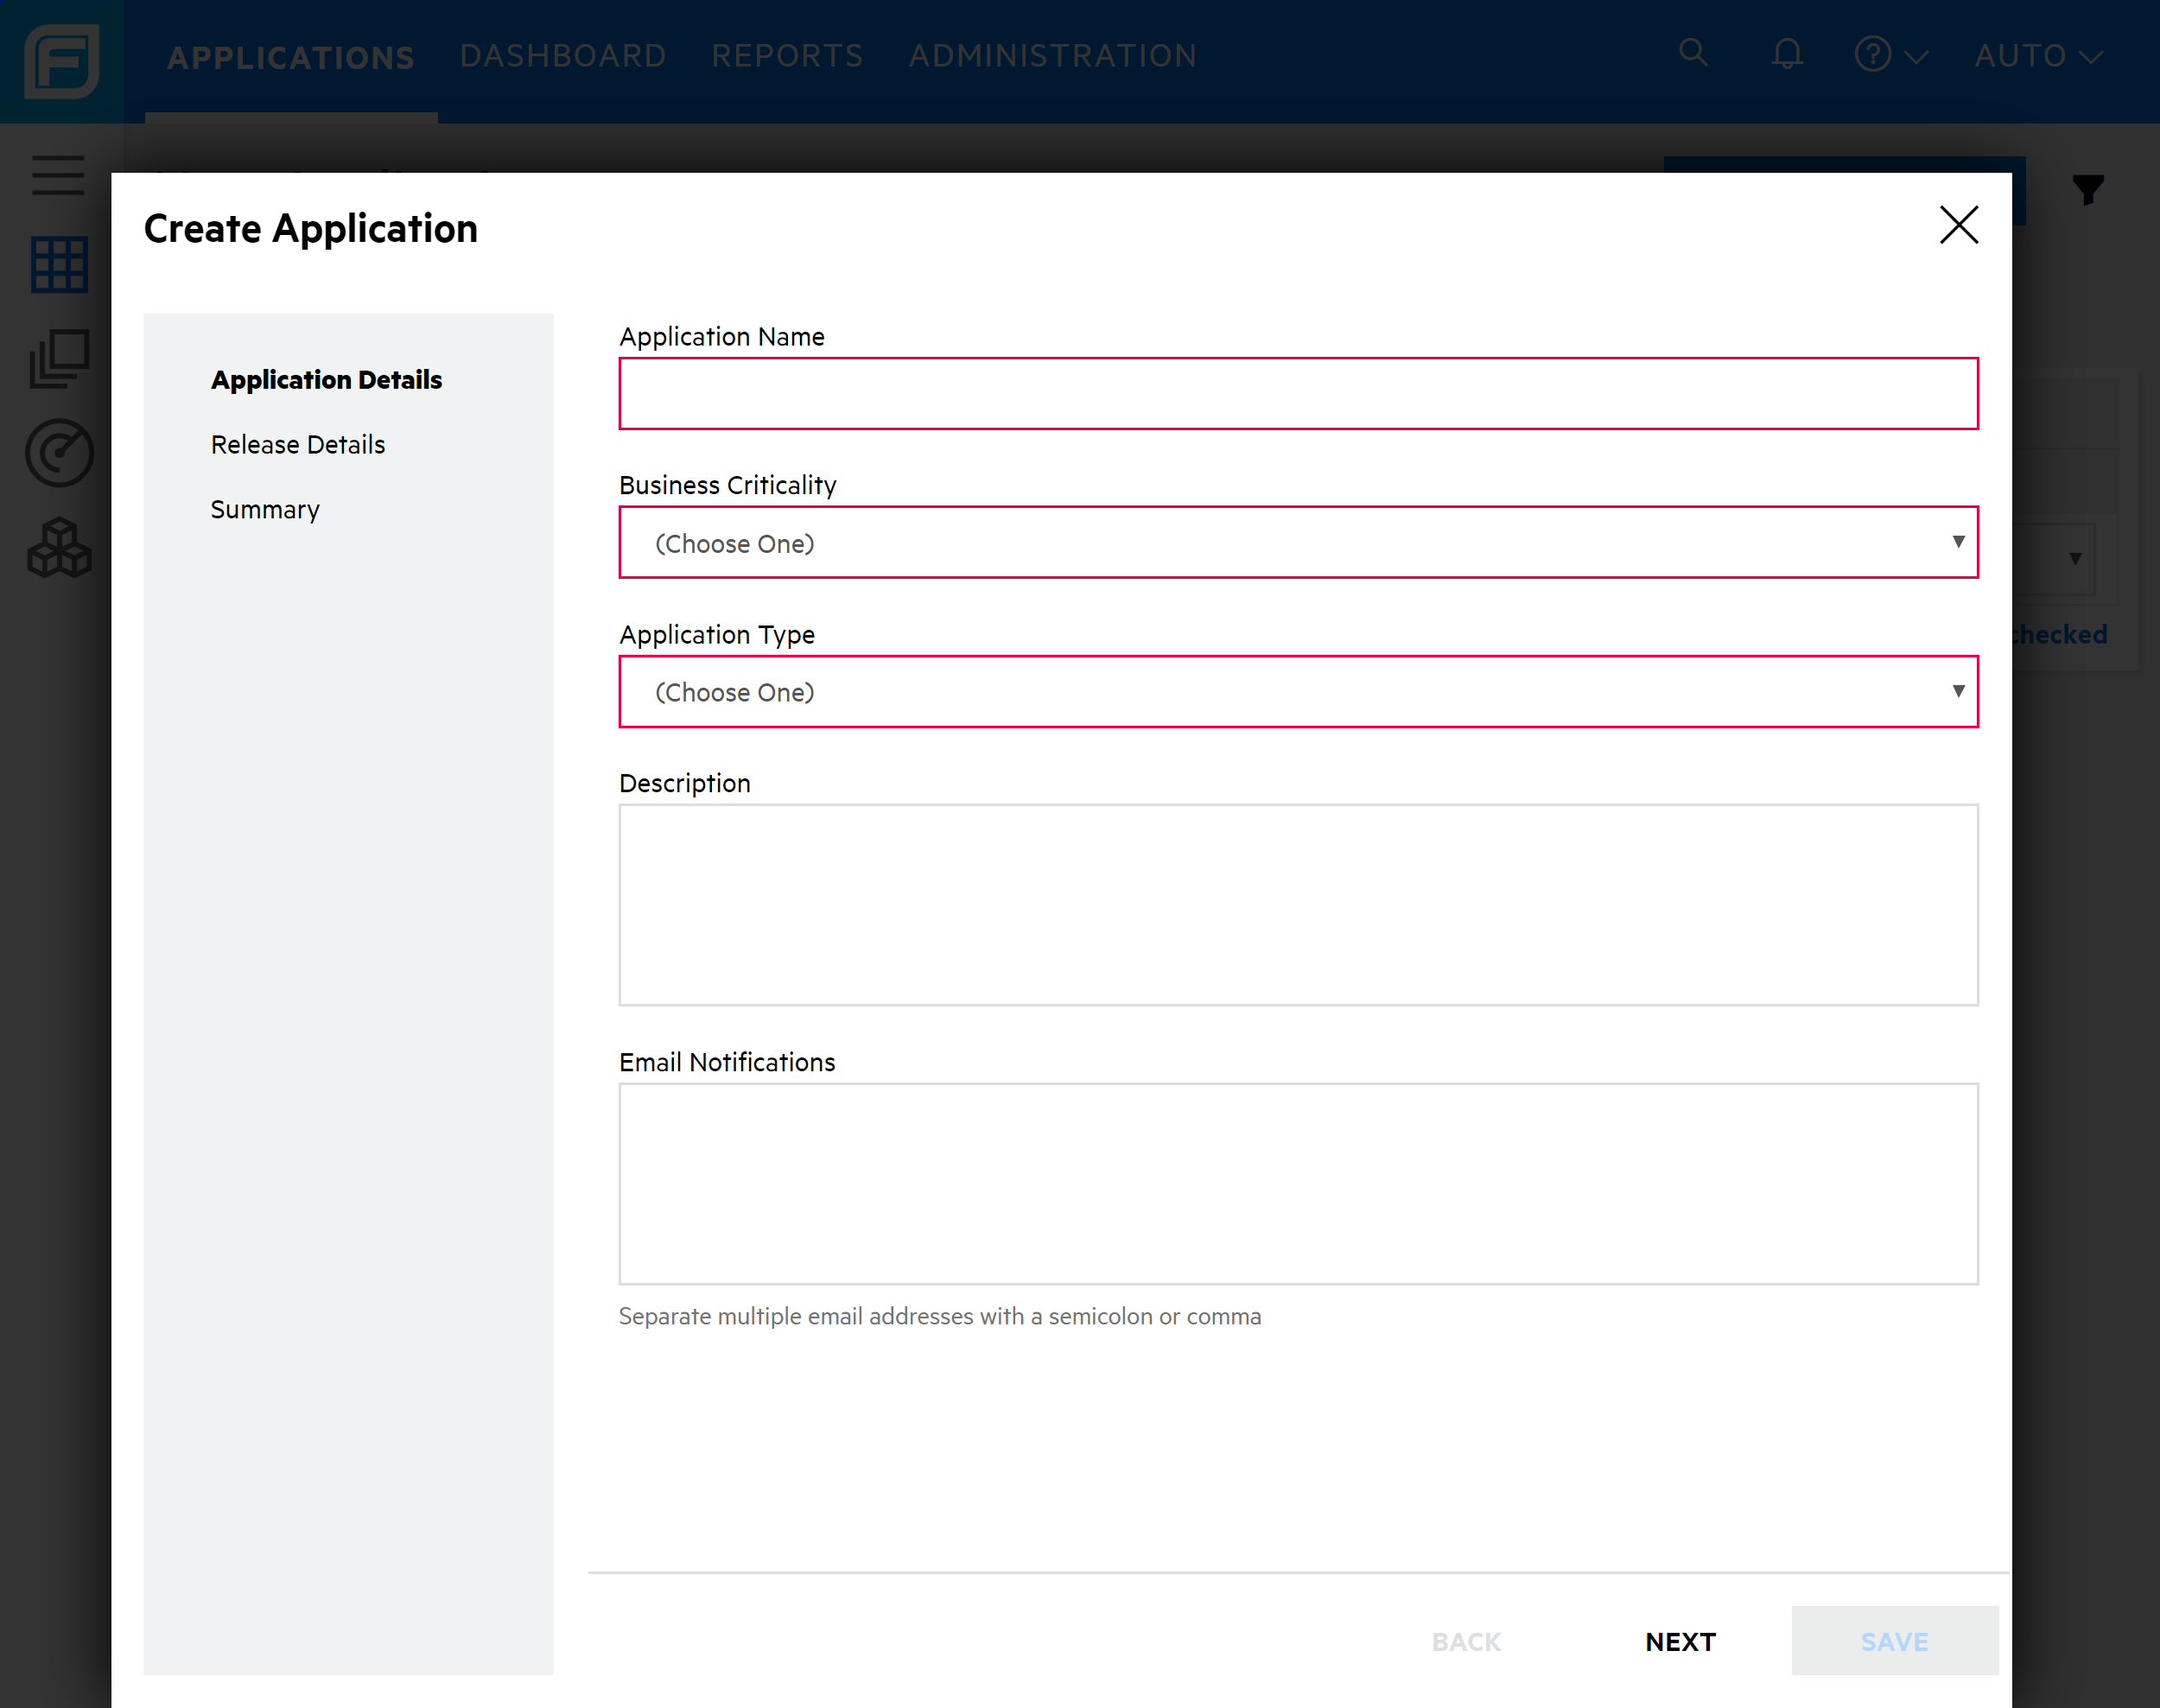 APPLICATIONS DASHBOARD REPORTS ADMINISTRATION AUTO
Create Application
Application Details
Release Details
Summary
Application Name
Business Criticality
(Choose One)
Application Type
(Choose One)
Description
Email Notifications
Separate multiple email addresses with a semicolon or comma
checked
BACK NEXT SAVE